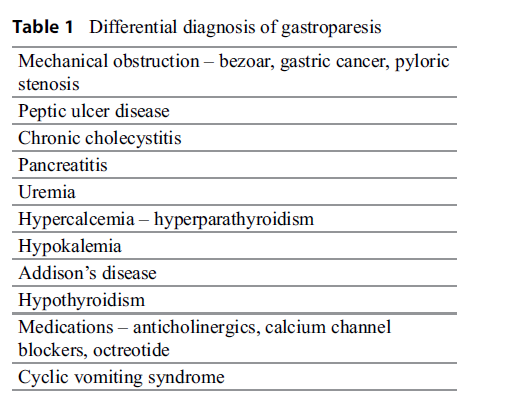 Table 1 Differential diagnosis of gastroparesis
Mechanical obstruction – bezoar, gastric cancer, pyloric
stenosis
Peptic ulcer disease
Chronic cholecystitis
Pancreatitis
Uremia
Hypercalcemia – hyperparathyroidism
Hypokalemia
Addison’s disease
Hypothyroidism
Medications – anticholinergics, calcium channel
blockers, octreotide
Cyclic vomiting syndrome